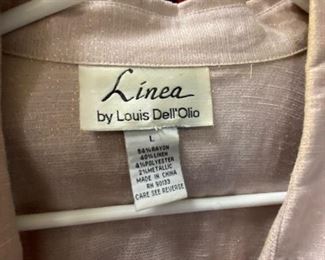 Linea
by Louis Dell'Olio
L
54% RAYON
40% LINEN
4% POLYESTER
2% METALLIC
MADE IN CHINA
RN 90133
CARE SEE REVERSE